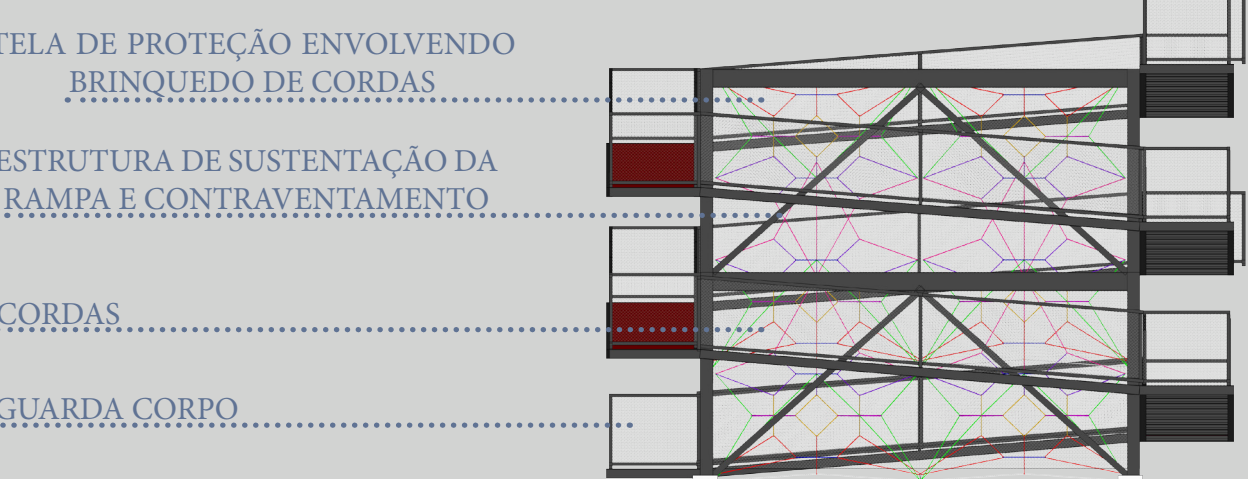 TELA DE PROTEÇÃO ENVOLVENDO
BRINQUEDO DE CORDAS
ESTRUTURA DE SUSTENTAÇÃO DA
RAMPA E CONTRAVENTAMENTO
CORDAS
GUARDA CORPO